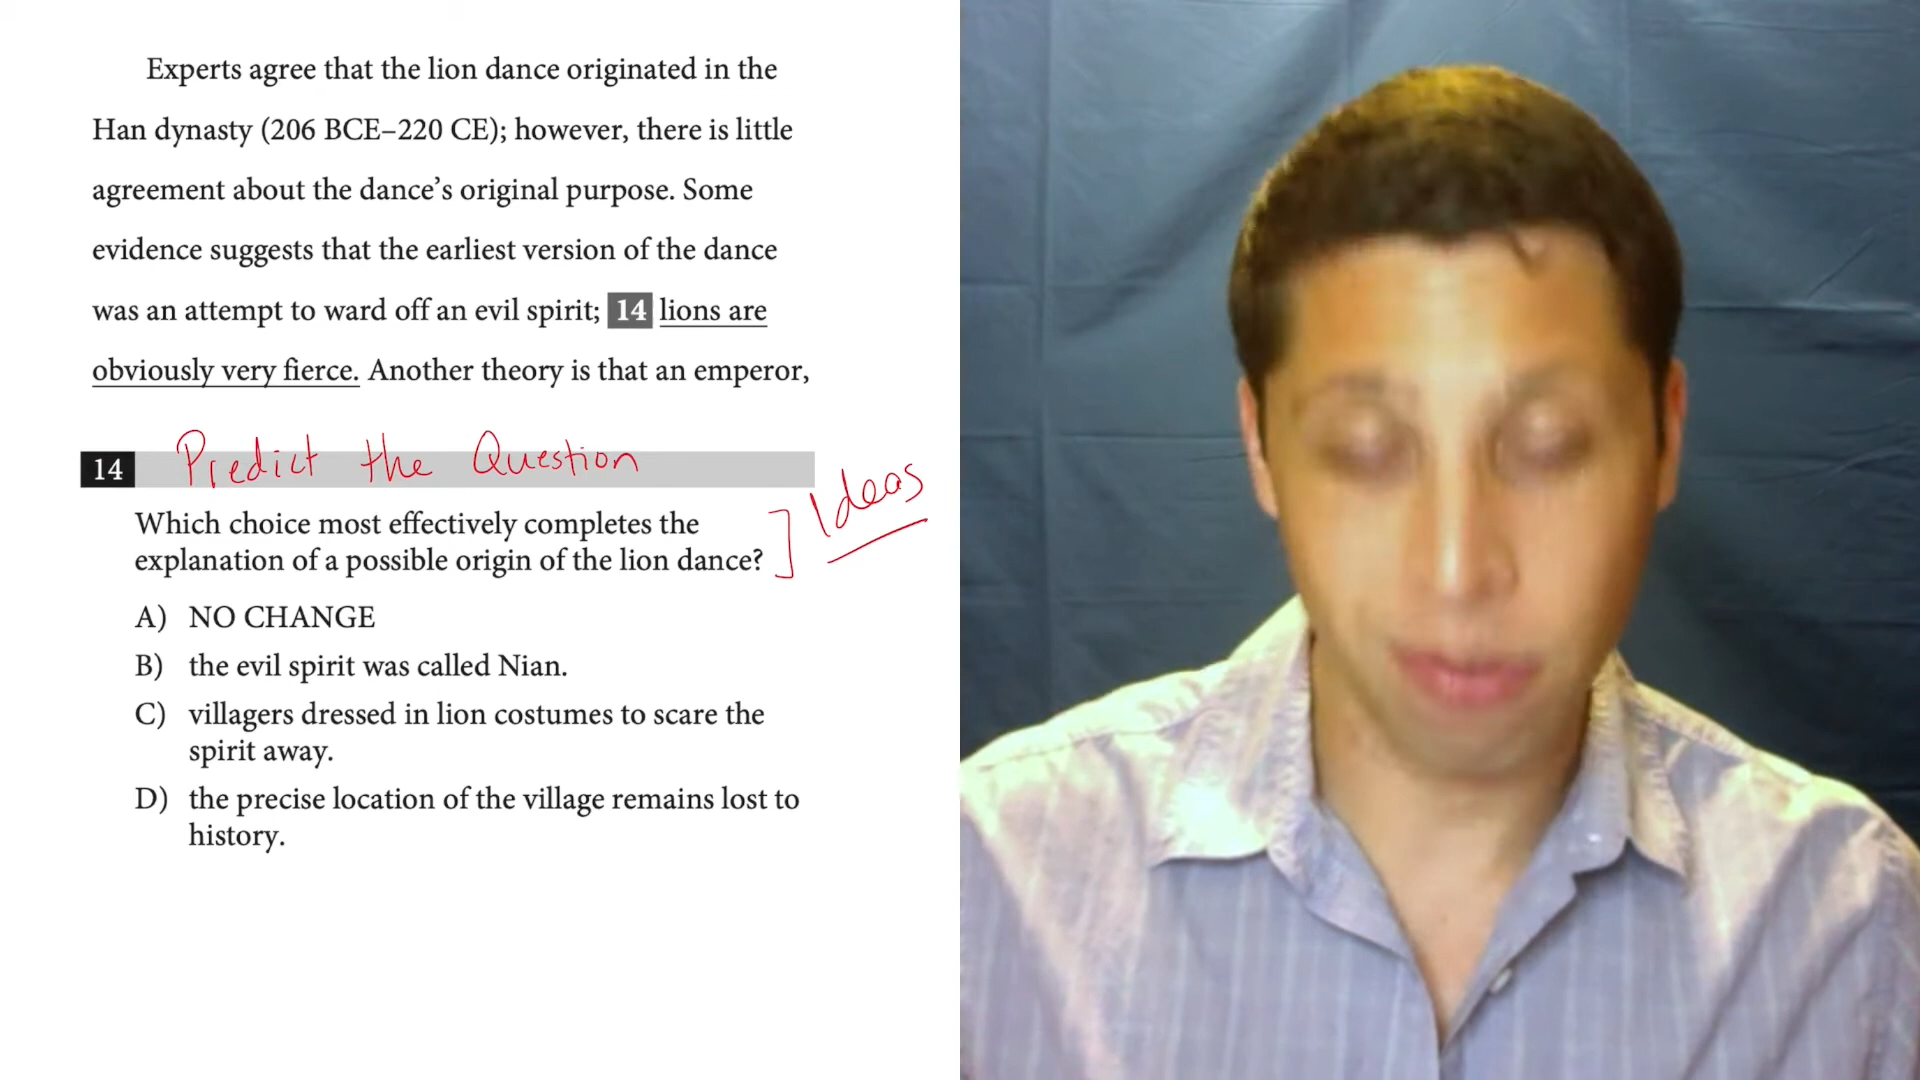 Experts agree that the lion dance originated in the
Han dynasty (206 BCE–220 CE); however, there is little
agreement about the dance’s original purpose. Some
evidence suggests that the earliest version of the dance
was an attempt to ward off an evil spirit; 14 lions are
obviously very fierce. Another theory is that an emperor,
14 Predict the Question
Which choice most effectively completes the
explanation of a possible origin of the lion dance?
Ideas
A) NO CHANGE
B) the evil spirit was called Nian.
C) villagers dressed in lion costumes to scare the
spirit away.
D) the precise location of the village remains lost to
history.